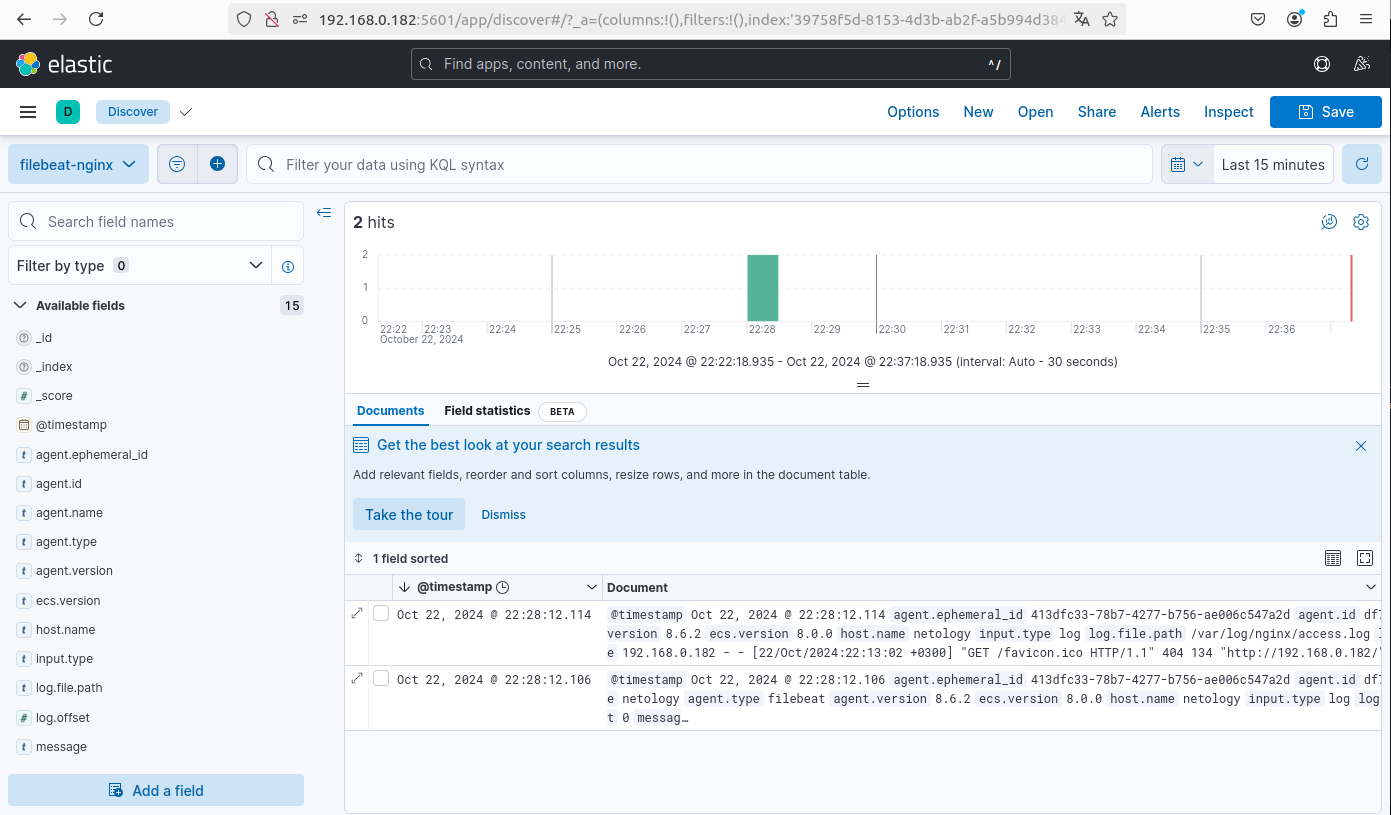 192.168.0.182:5601/app/discover#/?_a=(columns:!(),filters:!(),index:'39758f5d-8153-4d3b-ab2f-a5b994d384
elastic
Find apps, content, and more.
^/
D
Discover
Options
New
Open
Share
Alerts
Inspect
Save
filebeat-nginx
Filter your data using KQL syntax
Last 15 minutes
Search field names
Filter by type 0
Available fields 15
_id
_index
_score
@timestamp
agent.ephemeral_id
agent.id
agent.name
agent.type
agent.version
ecs.version
host.name
input.type
log.file.path
log.offset
message
Add a field
2 hits
2
1
0
22:22 22:23 22:24 22:25 22:26 22:27 22:28 22:29 22:30 22:31 22:32 22:33 22:34 22:35 22:36
October 22, 2024
Oct 22, 2024 @ 22:22:18.935 - Oct 22, 2024 @ 22:37:18.935 (interval: Auto - 30 seconds)
Documents
Field statistics
BETA
Get the best look at your search results
Add relevant fields, reorder and sort columns, resize rows, and more in the document table.
Take the tour
Dismiss
1 field sorted
@timestamp
Document
Oct 22, 2024 @ 22:28:12.114
@timestamp Oct 22, 2024 @ 22:28:12.114 agent.ephemeral_id 413dfc33-78b7-4277-b756-ae006c547a2d agent.id df7
version 8.6.2 ecs.version 8.0.0 host.name netology input.type log log.file.path /var/log/nginx/access.log
e 192.168.0.182 - - [22/Oct/2024:22:13:02 +0300] "GET /favicon.ico HTTP/1.1" 404 134 "http://192.168.0.182/"
Oct 22, 2024 @ 22:28:12.106
@timestamp Oct 22, 2024 @ 22:28:12.106 agent.ephemeral_id 413dfc33-78b7-4277-b756-ae006c547a2d agent.id df7
e netology agent.type filebeat agent.version 8.6.2 ecs.version 8.0.0 host.name netology input.type log log
t 0 messag…